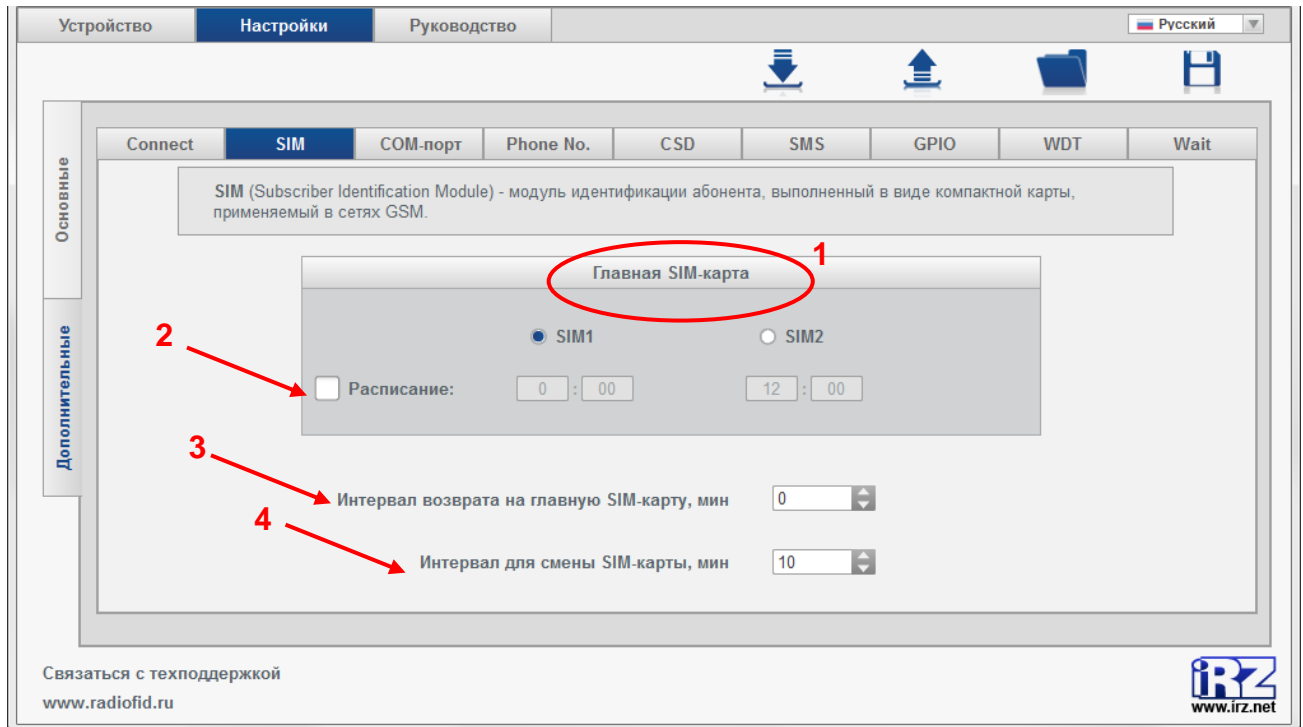 Устройство Настройки Руководство Русский
Connect SIM COM-порт Phone No. CSD SMS GPIO WDT Wait
Основные
Дополнительные
SIM (Subscriber Identification Module) - модуль идентификации абонента, выполненный в виде компактной карты,
применяемый в сетях GSM.
1
Главная SIM-карта
2
SIM1 SIM2
Расписание: 0 : 00 12 : 00
3
Интервал возврата на главную SIM-карту, мин 0
4
Интервал для смены SIM-карты, мин 10
Связаться с техподдержкой
www.radiofid.ru
iRZ
www.irz.net